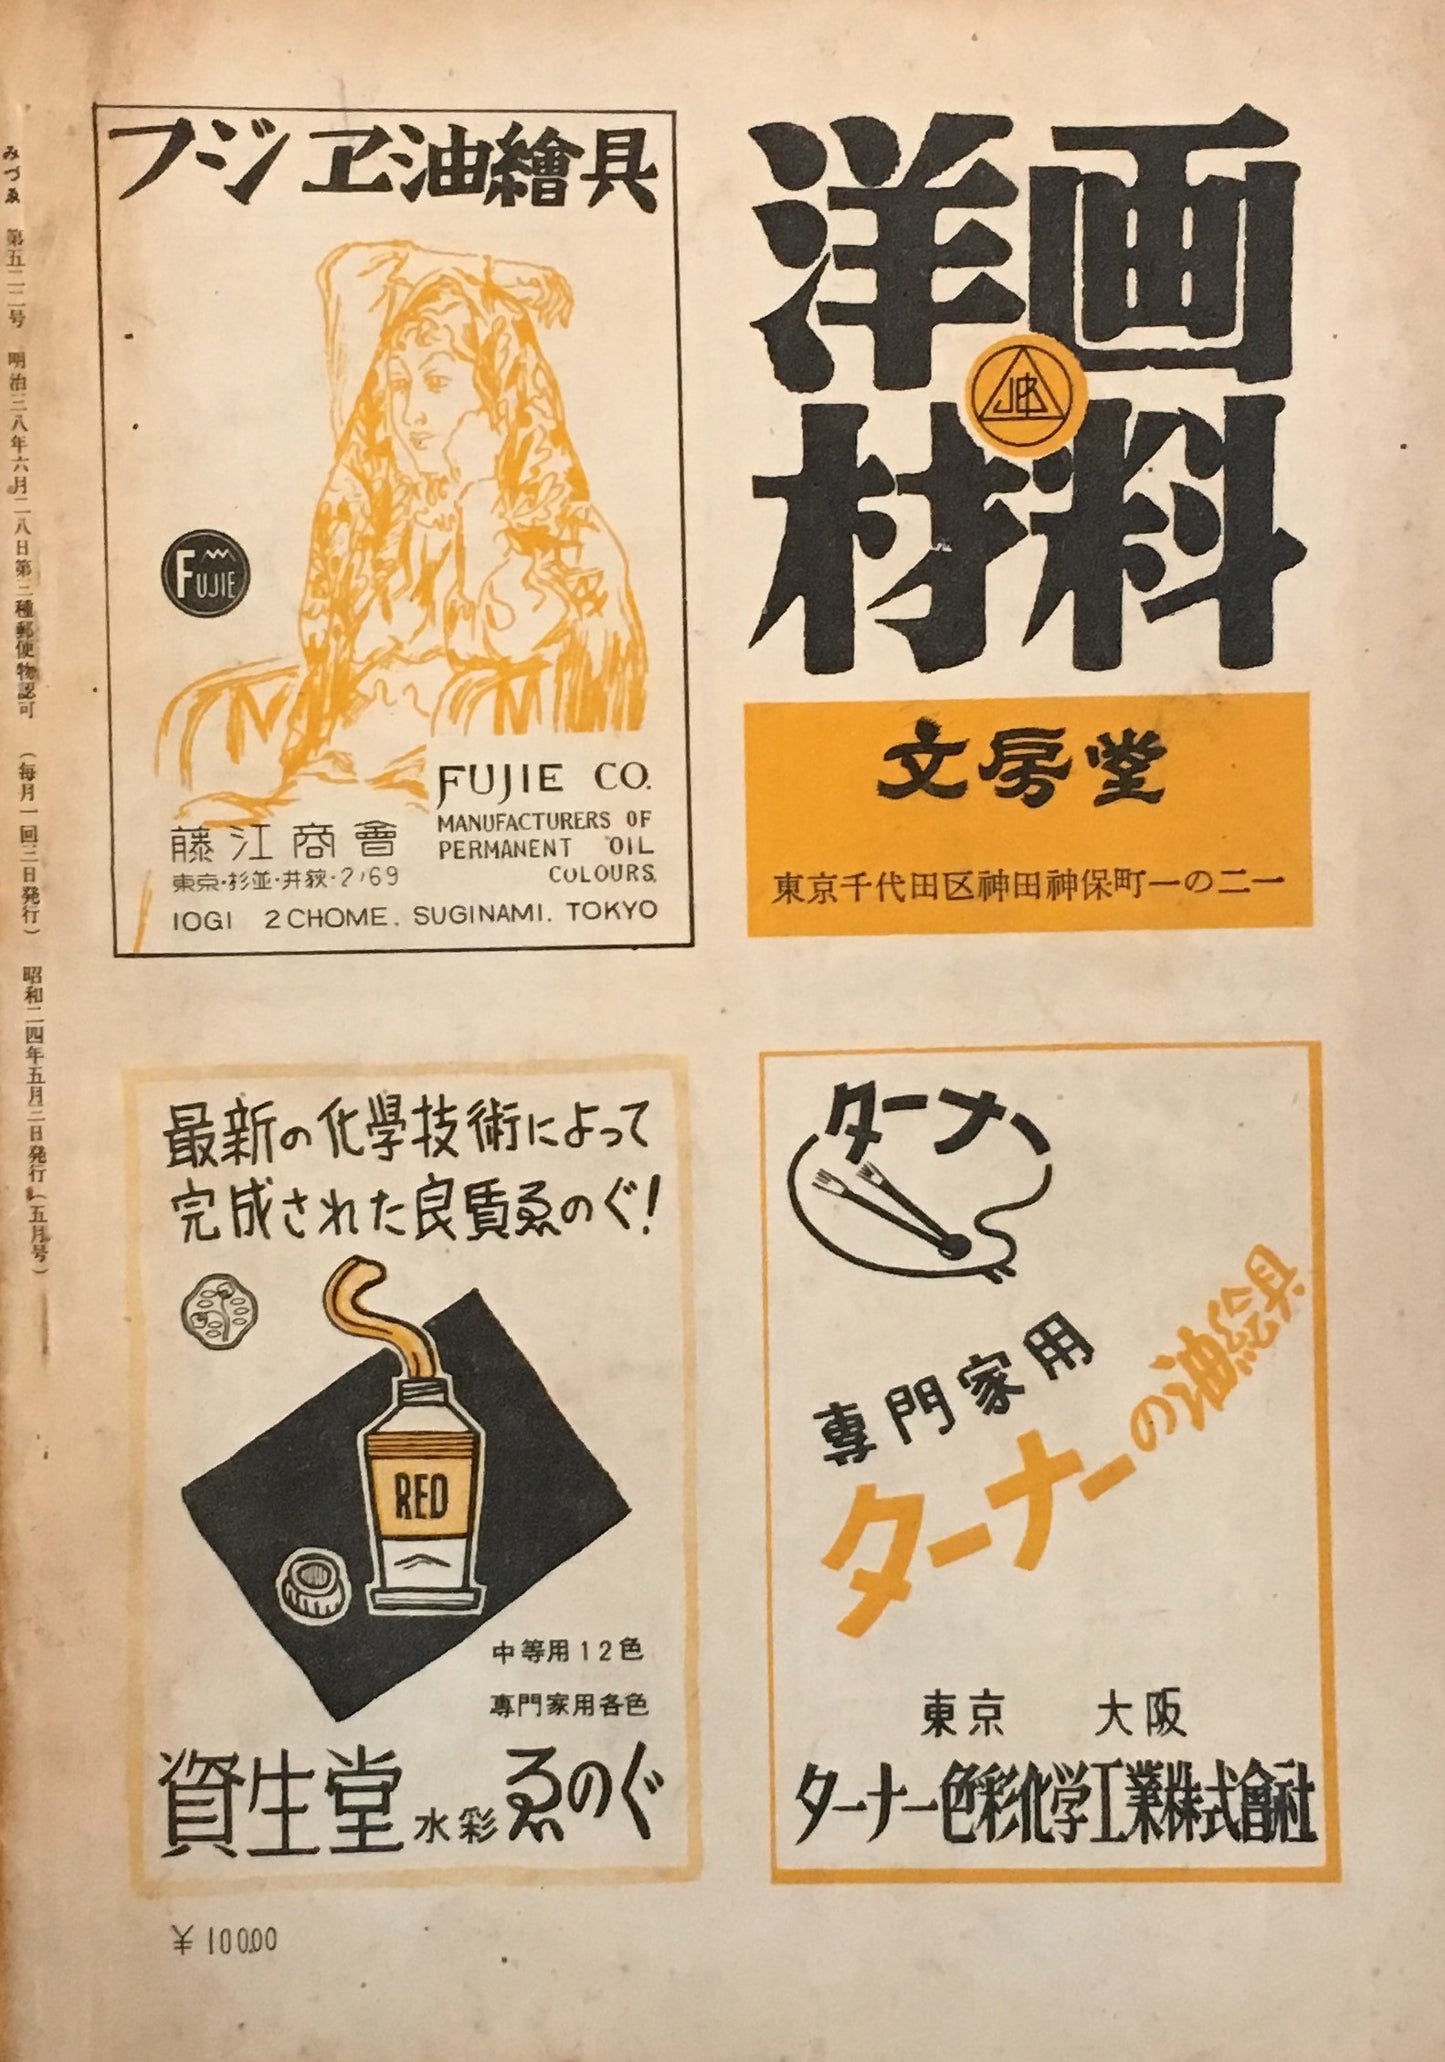 みづゑ 第五二二号 明治三八年六月二八日第三種郵便物認可 (毎月一回三日発行) 昭和二四年五月三日発行(五月号)
フジヱ油繪具
FUJIE
FUJIE CO.
MANUFACTURERS OF
PERMANENT OIL
COLOURS.
藤江商會
東京・杉並・井荻・2169
IOGI 2 CHOME. SUGINAMI. TOKYO
洋画
材料
文房堂
東京千代田区神田神保町一の二一
最新の化學技術によって
完成された良質ゑのぐ!
RED
中等用12色
専門家用各色
資生堂水彩ゑのぐ
ターナー
専門家用
ターナーの油絵具
東京 大阪
ターナー色彩化学工業株式會社
¥100.00